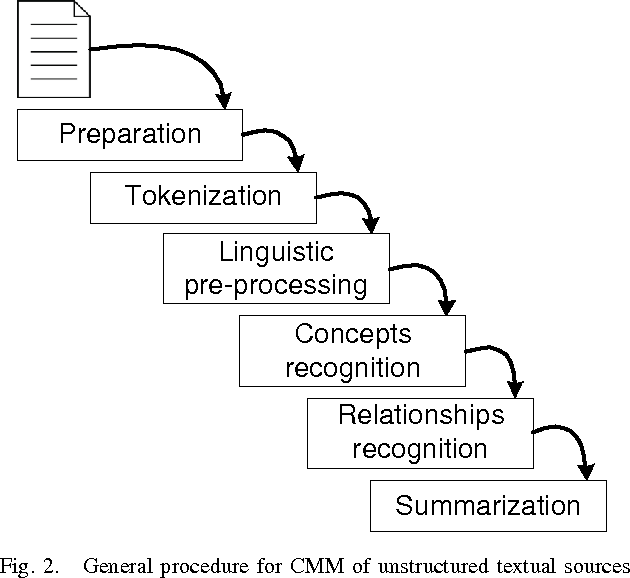 Preparation
Tokenization
Linguistic
pre-processing
Concepts
recognition
Relationships
recognition
Summarization
Fig. 2. General procedure for CMM of unstructured textual sources